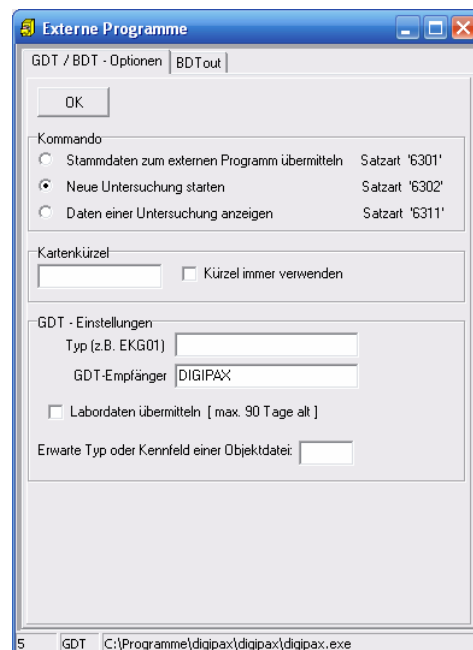 Externe Programme
GDT / BDT - Optionen BDTout
OK
Kommando
Stammdaten zum externen Programm übermitteln Satzart '6301'
Neue Untersuchung starten Satzart '6302'
Daten einer Untersuchung anzeigen Satzart '6311'
Kartenkürzel
Kürzel immer verwenden
GDT - Einstellungen
Typ (z.B. EKG01)
GDT-Empfänger DIGIPAX
Labordaten übermitteln [ max. 90 Tage alt ]
Erwarte Typ oder Kennfeld einer Objektdatei:
5 GDT C:\Programme\digipax\digipax\digipax.exe